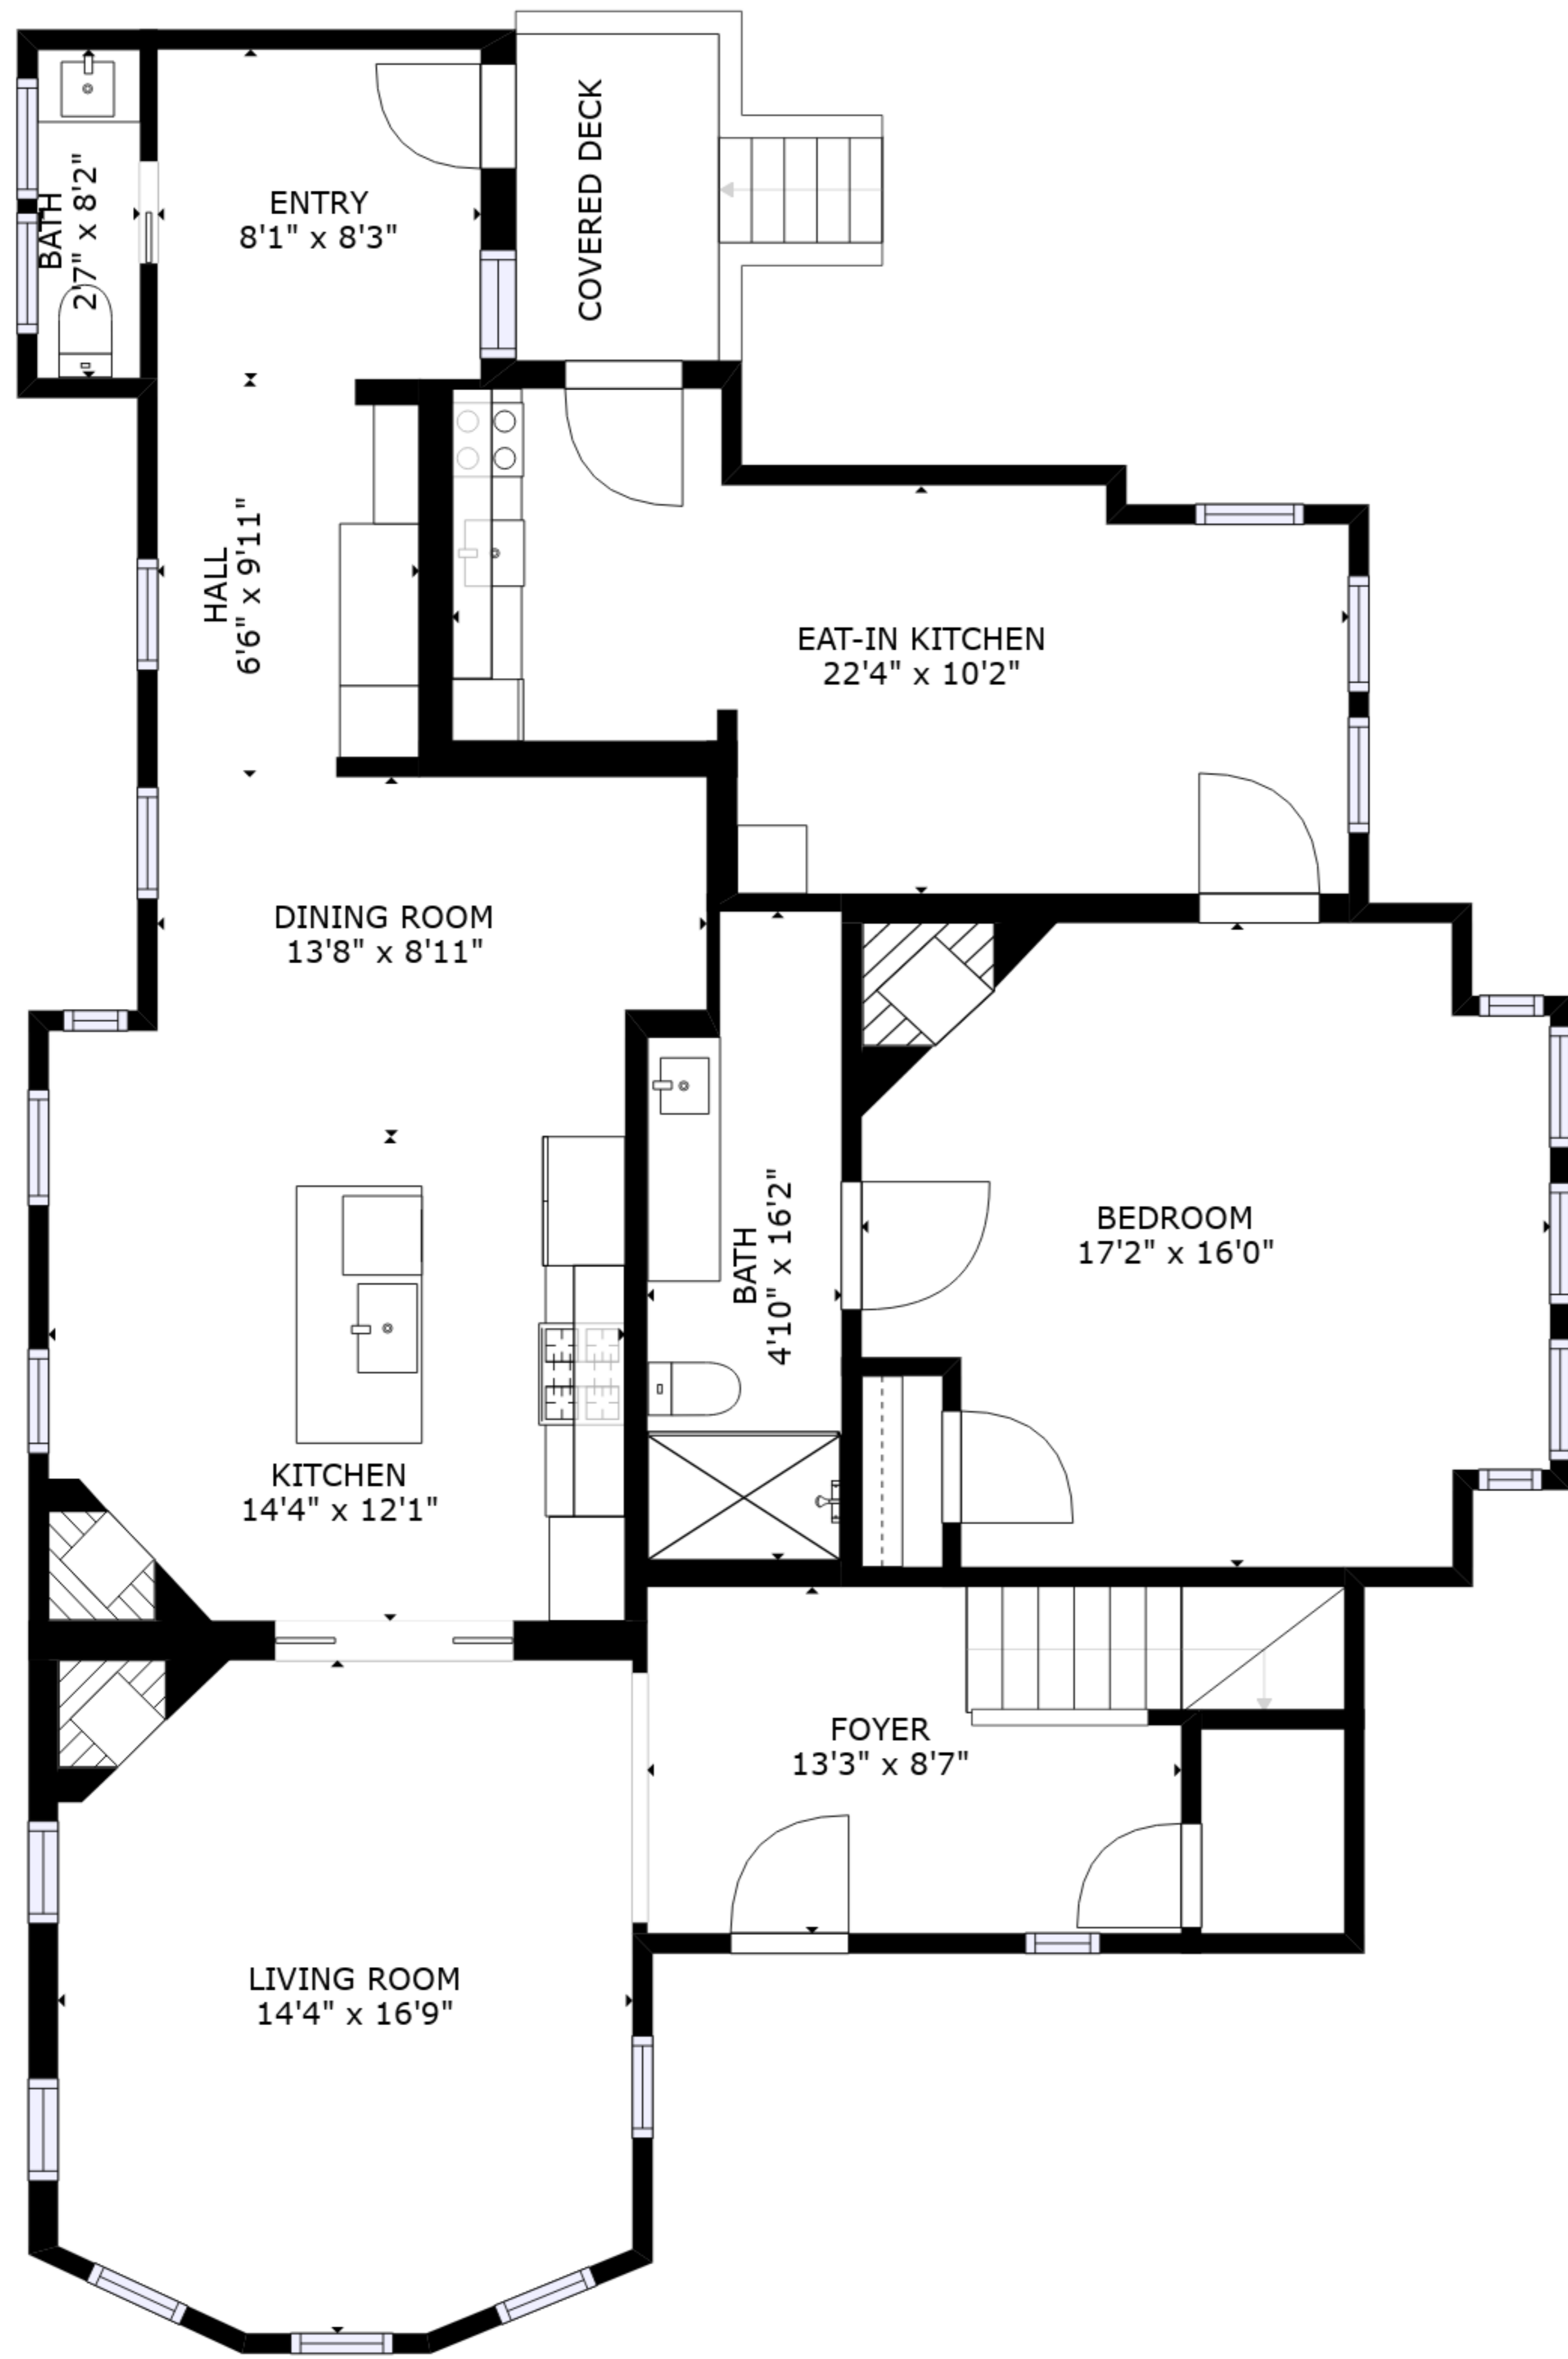 COVERED DECK
BATH
2'7" x 8'2"
ENTRY
8'1" x 8'3"
HALL
6'6" x 9'11"
EAT-IN KITCHEN
22'4" x 10'2"
DINING ROOM
13'8" x 8'11"
BATH
4'10" x 16'2"
BEDROOM
17'2" x 16'0"
KITCHEN
14'4" x 12'1"
FOYER
13'3" x 8'7"
LIVING ROOM
14'4" x 16'9"